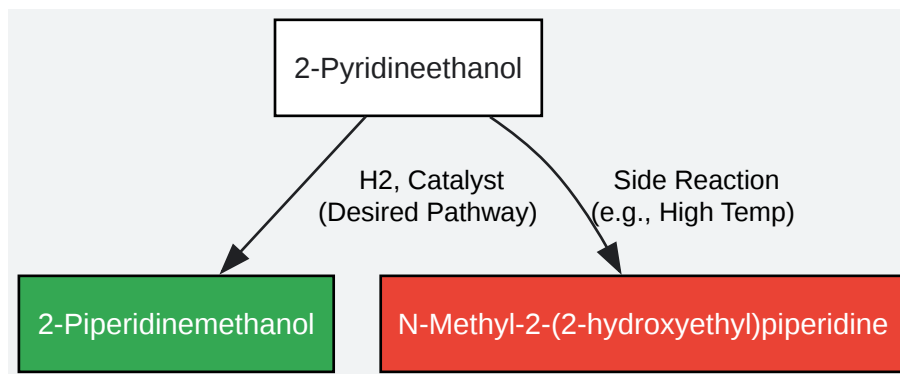 2-Pyridineethanol
H2, Catalyst
(Desired Pathway)
Side Reaction
(e.g., High Temp)
2-Piperidinemethanol
N-Methyl-2-(2-hydroxyethyl)piperidine